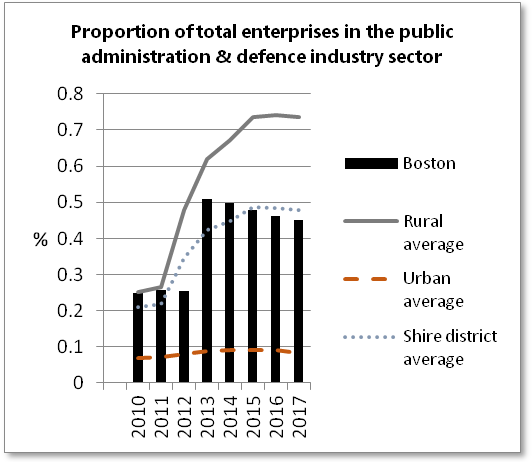 Proportion of total enterprises in the public
administration & defence industry sector
0.8
0.7
0.6
0.5
0.4
0.3
0.2
0.1
0
%
2010
2011
2012
2013
2014
2015
2016
2017
Boston
Rural
average
Urban
average
Shire district
average